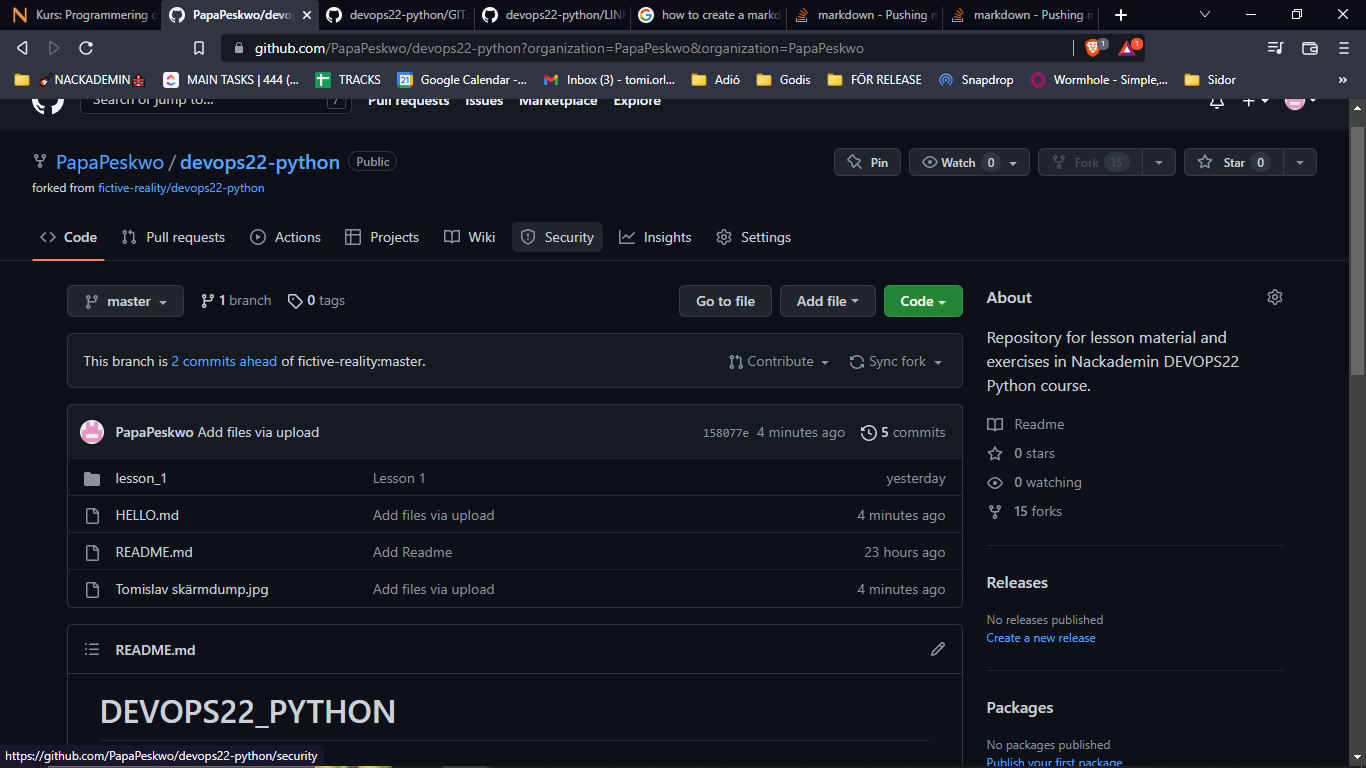 Kurs: Programmering
PapaPeskwo/devo
devops22-python/GIT
devops22-python/LIN
how to create a markd
markdown - Pushing
markdown - Pushing
github.com/PapaPeskwo/devops22-python?organization=PapaPeskwo&organization=PapaPeskwo
1
1
NACKADEMIN
MAIN TASKS | 444 (...
TRACKS
Google Calendar -...
Inbox (3) - tomi.orl...
Adió
Godis
FÖR RELEASE
Snapdrop
Wormhole - Simple,...
Sidor
»
Search or jump to...
/
Pull requests
Issues
Marketplace
Explore
PapaPeskwo / devops22-python
Public
Pin
Watch 0
Fork 15
Star 0
forked from fictive-reality/devops22-python
Code
Pull requests
Actions
Projects
Wiki
Security
Insights
Settings
master
1 branch
0 tags
Go to file
Add file
Code
This branch is 2 commits ahead of fictive-reality:master.
Contribute
Sync fork
PapaPeskwo Add files via upload
158077e 4 minutes ago
5 commits
lesson_1 Lesson 1 yesterday
HELLO.md Add files via upload 4 minutes ago
README.md Add Readme 23 hours ago
Tomislav skärmdump.jpg Add files via upload 4 minutes ago
README.md
DEVOPS22_PYTHON
About
Repository for lesson material and
exercises in Nackademin DEVOPS22
Python course.
Readme
0 stars
0 watching
15 forks
Releases
No releases published
Create a new release
Packages
No packages published
Publish your first package
https://github.com/PapaPeskwo/devops22-python/security